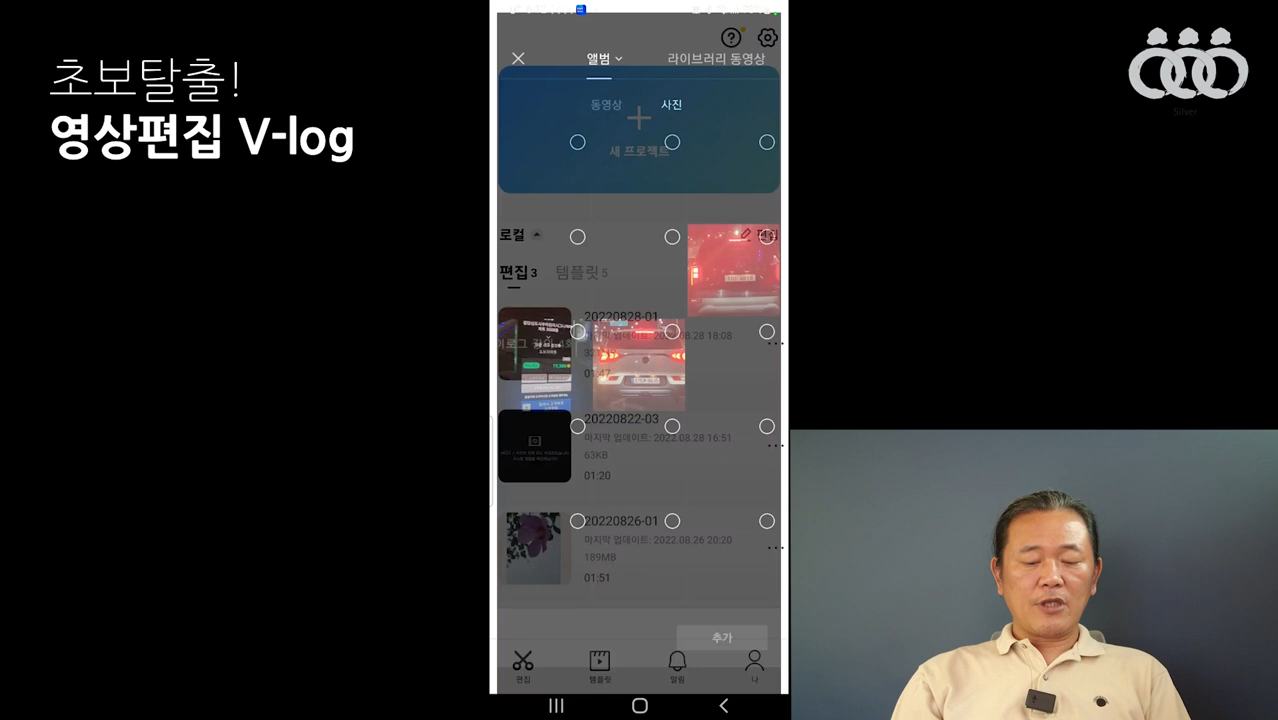 초보탈출!
영상편집 V-log
Silver
앨범
라이브러리 동영상
동영상
사진
새 프로젝트
로컬
편집
편집 3
템플릿 5
20220828-01
마지막 업데이트: 2022.08.28 18:08
01:47
20220822-03
마지막 업데이트: 2022.08.28 16:51
63KB
01:20
20220826-01
마지막 업데이트: 2022.08.26 20:20
189MB
01:51
추가
편집
템플릿
알림
나